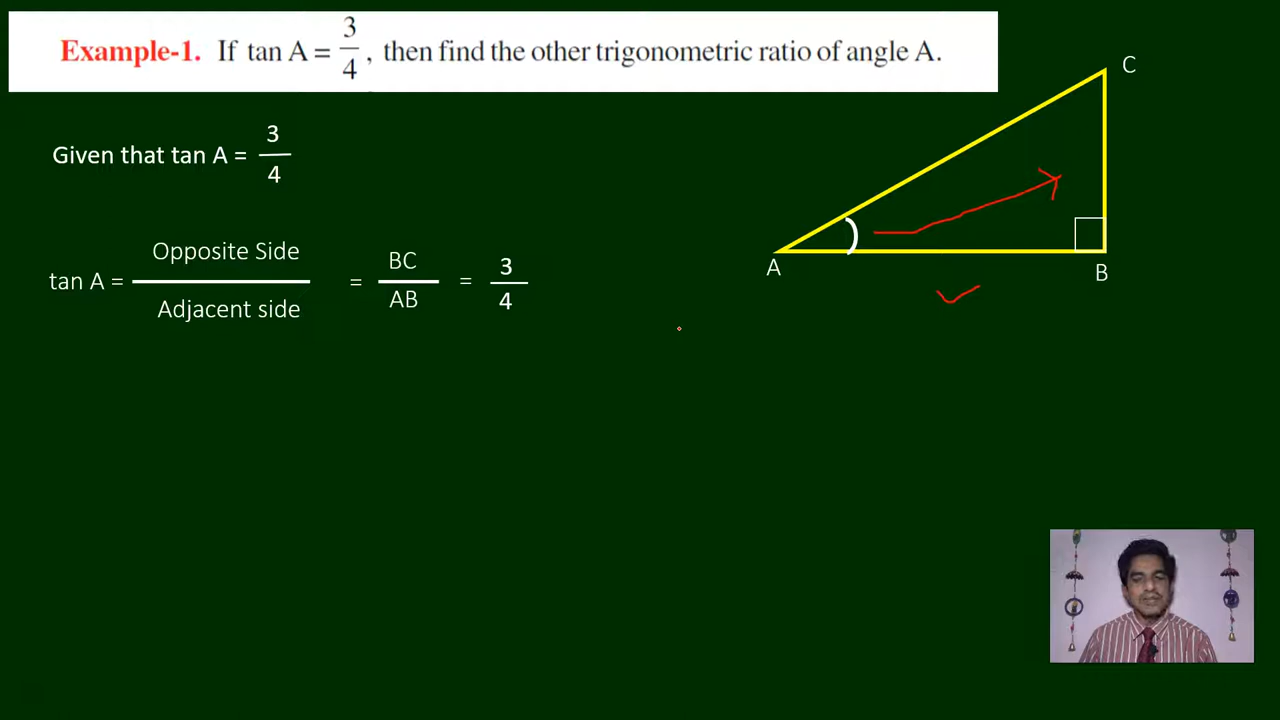 Example-1. If tan A = 3/4, then find the other trigonometric ratio of angle A.
C
Given that tan A = 3/4
tan A = Opposite Side / Adjacent side = BC/AB = 3/4
A
B